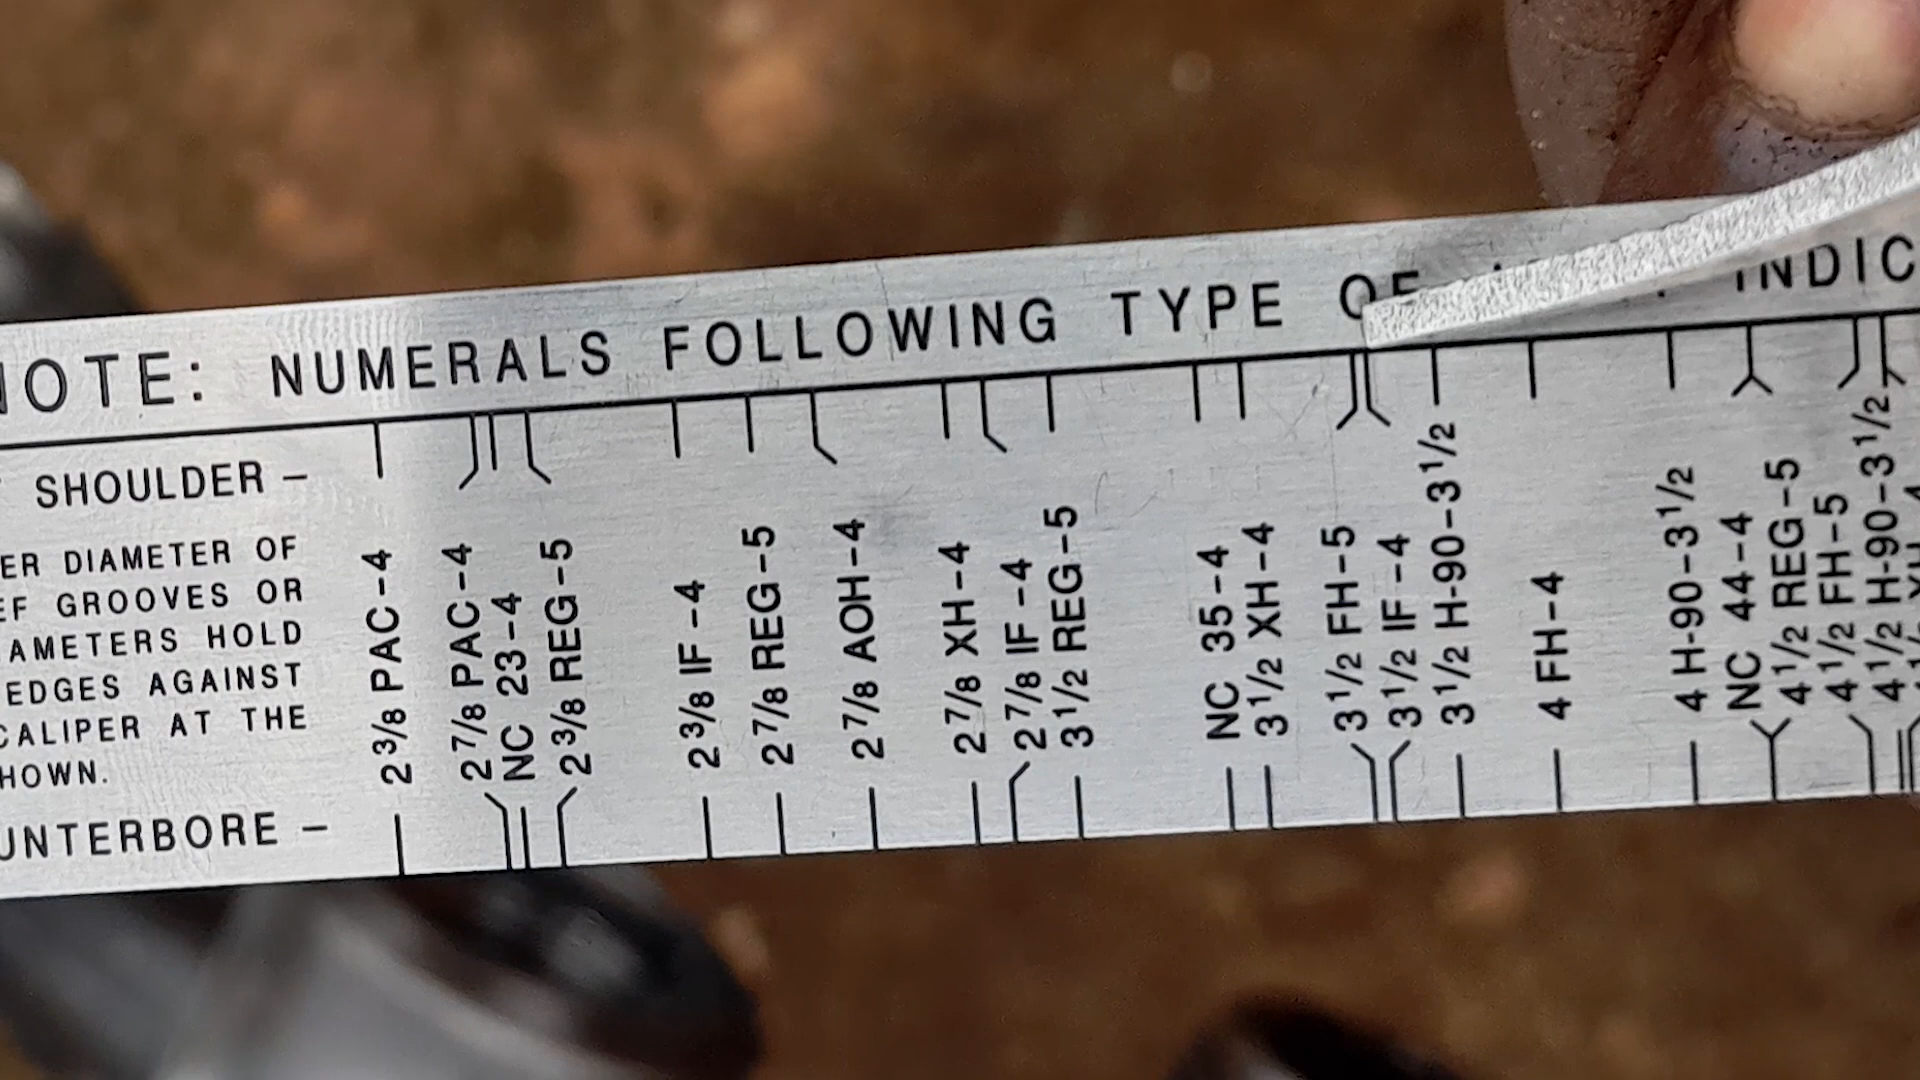 NOTE: NUMERALS FOLLOWING TYPE OF INDIC
SHOULDER –
ER DIAMETER OF
EF GROOVES OR
AMETERS HOLD
EDGES AGAINST
CALIPER AT THE
HOWN.
UNTERBORE –
2 3/8 PAC-4
2 7/8 PAC-4
NC 23-4
2 3/8 REG-5
2 3/8 IF-4
2 7/8 REG-5
2 7/8 AOH-4
2 7/8 XH-4
2 7/8 IF-4
3 1/2 REG-5
NC 35-4
3 1/2 XH-4
3 1/2 FH-5
3 1/2 IF-4
3 1/2 H-90-3 1/2
4 FH-4
4 H-90-3 1/2
NC 44-4
4 1/2 REG-5
4 1/2 FH-5
4 1/2 H-90-3 1/2